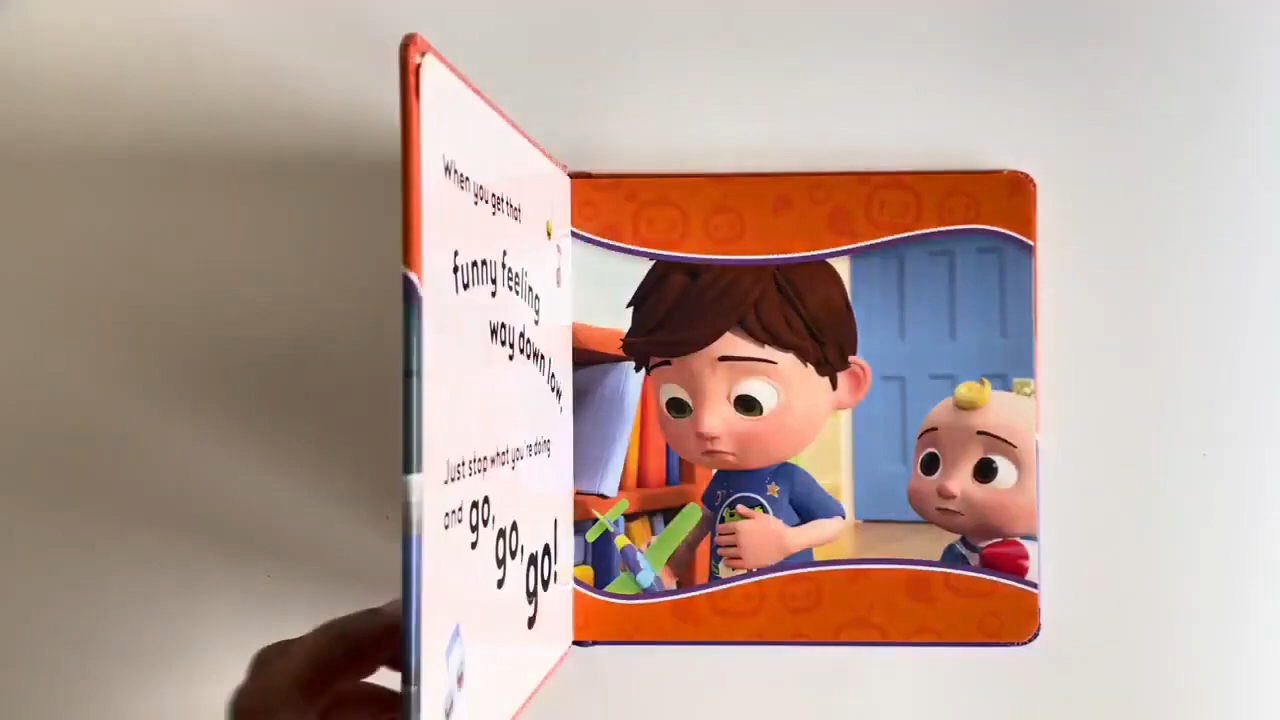 When you get that
funny feeling
way down low,
Just stop what you're doing
and go,
go,
go!